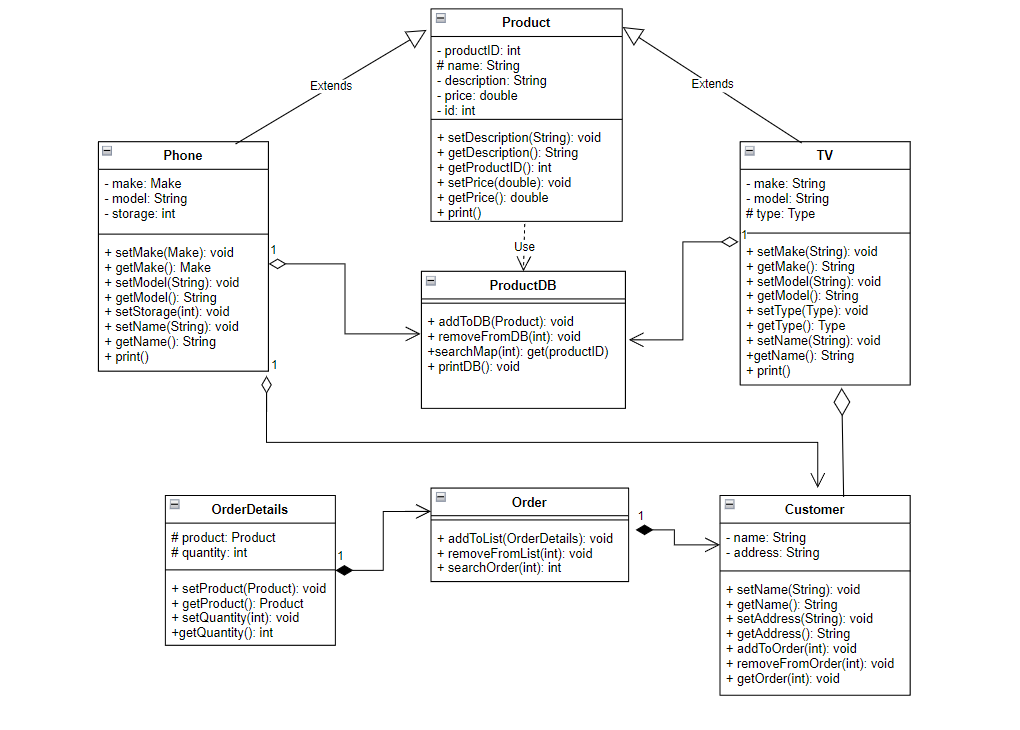 Product
- productID: int
# name: String
- description: String
- price: double
- id: int
+ setDescription(String): void
+ getDescription(): String
+ getProductID(): int
+ setPrice(double): void
+ getPrice(): double
+ print()
Extends
Extends
Phone
- make: Make
- model: String
- storage: int
+ setMake(Make): void
+ getMake(): Make
+ setModel(String): void
+ getModel(): String
+ setStorage(int): void
+ setName(String): void
+ getName(): String
+ print()
1
1
Use
ProductDB
+ addToDB(Product): void
+ removeFromDB(int): void
+searchMap(int): get(productID)
+ printDB(): void
TV
- make: String
- model: String
# type: Type
1
+ setMake(String): void
+ getMake(): String
+ setModel(String): void
+ getModel(): String
+ setType(Type): void
+ getType(): Type
+ setName(String): void
+getName(): String
+ print()
OrderDetails
# product: Product
# quantity: int
+ setProduct(Product): void
+ getProduct(): Product
+ setQuantity(int): void
+getQuantity(): int
1
Order
+ addToList(OrderDetails): void
+ removeFromList(int): void
+ searchOrder(int): int
1
Customer
- name: String
- address: String
+ setName(String): void
+ getName(): String
+ setAddress(String): void
+ getAddress(): String
+ addToOrder(int): void
+ removeFromOrder(int): void
+ getOrder(int): void